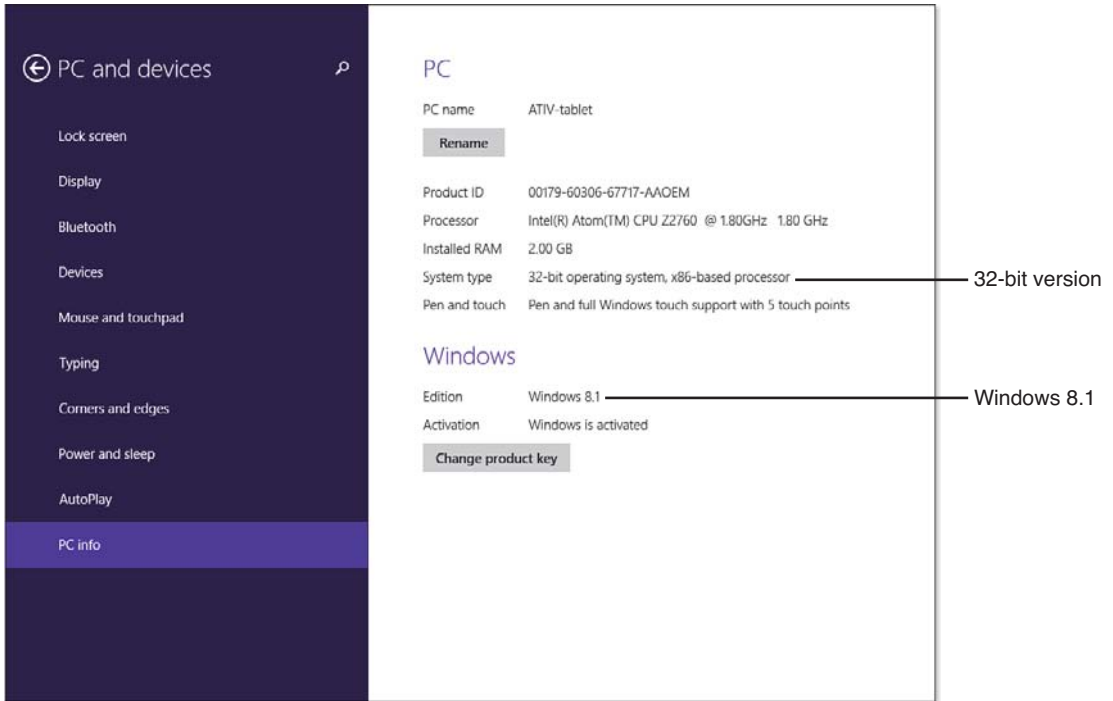 PC and devices
Lock screen
Display
Bluetooth
Devices
Mouse and touchpad
Typing
Corners and edges
Power and sleep
AutoPlay
PC info
PC
PC name ATIV-tablet
Rename
Product ID 00179-60306-67717-AAOEM
Processor Intel(R) Atom(TM) CPU Z2760 @ 1.80GHz 1.80 GHz
Installed RAM 2.00 GB
System type 32-bit operating system, x86-based processor
32-bit version
Pen and touch Pen and full Windows touch support with 5 touch points
Windows
Edition Windows 8.1
Windows 8.1
Activation Windows is activated
Change product key